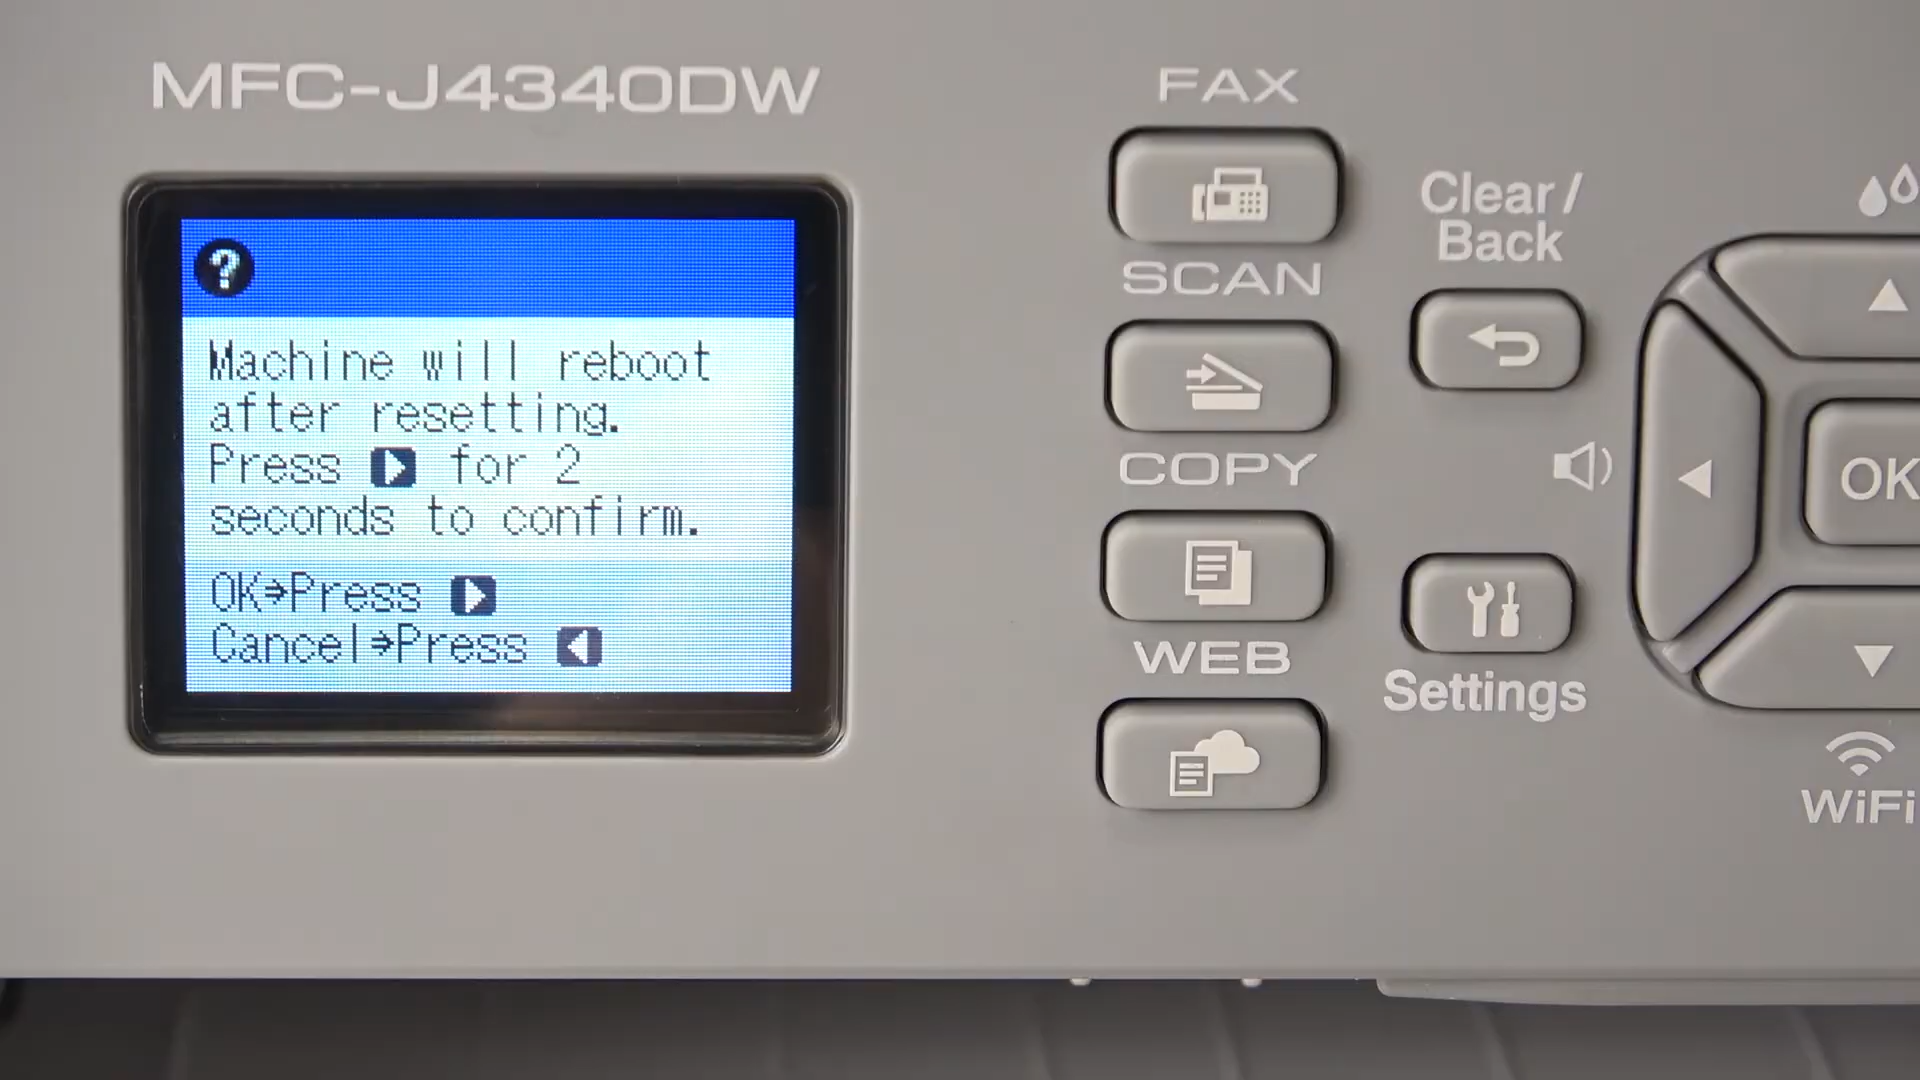 MFC-J4340DW
?
Machine will reboot
after resetting.
Press ▶ for 2
seconds to confirm.
OK→Press ▶
Cancel→Press ◀
FAX
SCAN
COPY
WEB
Clear/
Back
Settings
OK
WiFi